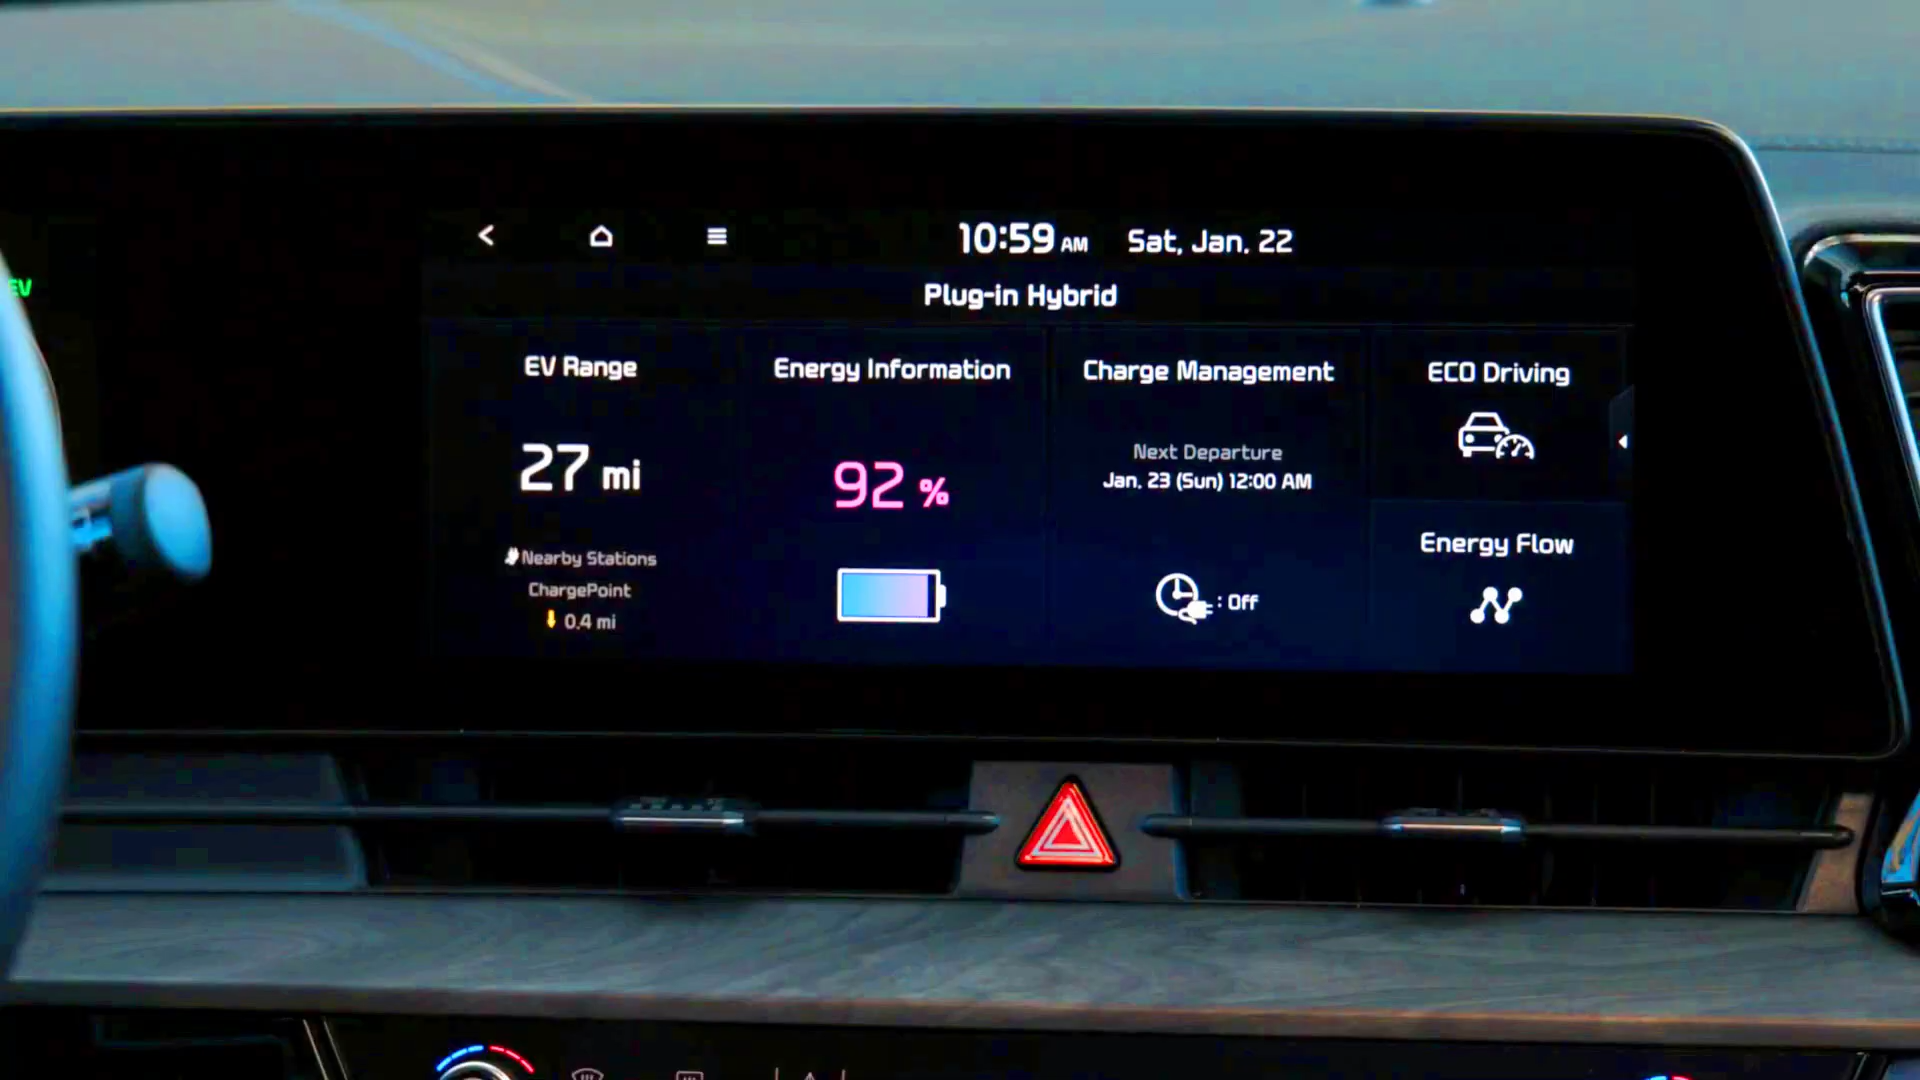 10:59 AM Sat, Jan. 22
Plug-in Hybrid
EV Range
27 mi
Nearby Stations
ChargePoint
0.4 mi
Energy Information
92 %
Charge Management
Next Departure
Jan. 23 (Sun) 12:00 AM
: Off
ECO Driving
Energy Flow
EV